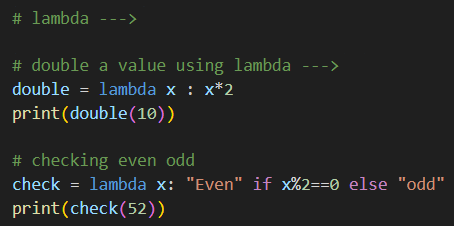 # lambda --->
# double a value using lambda --->
double = lambda x : x*2
print(double(10))
# checking even odd
check = lambda x: "Even" if x%2==0 else "odd"
print(check(52))